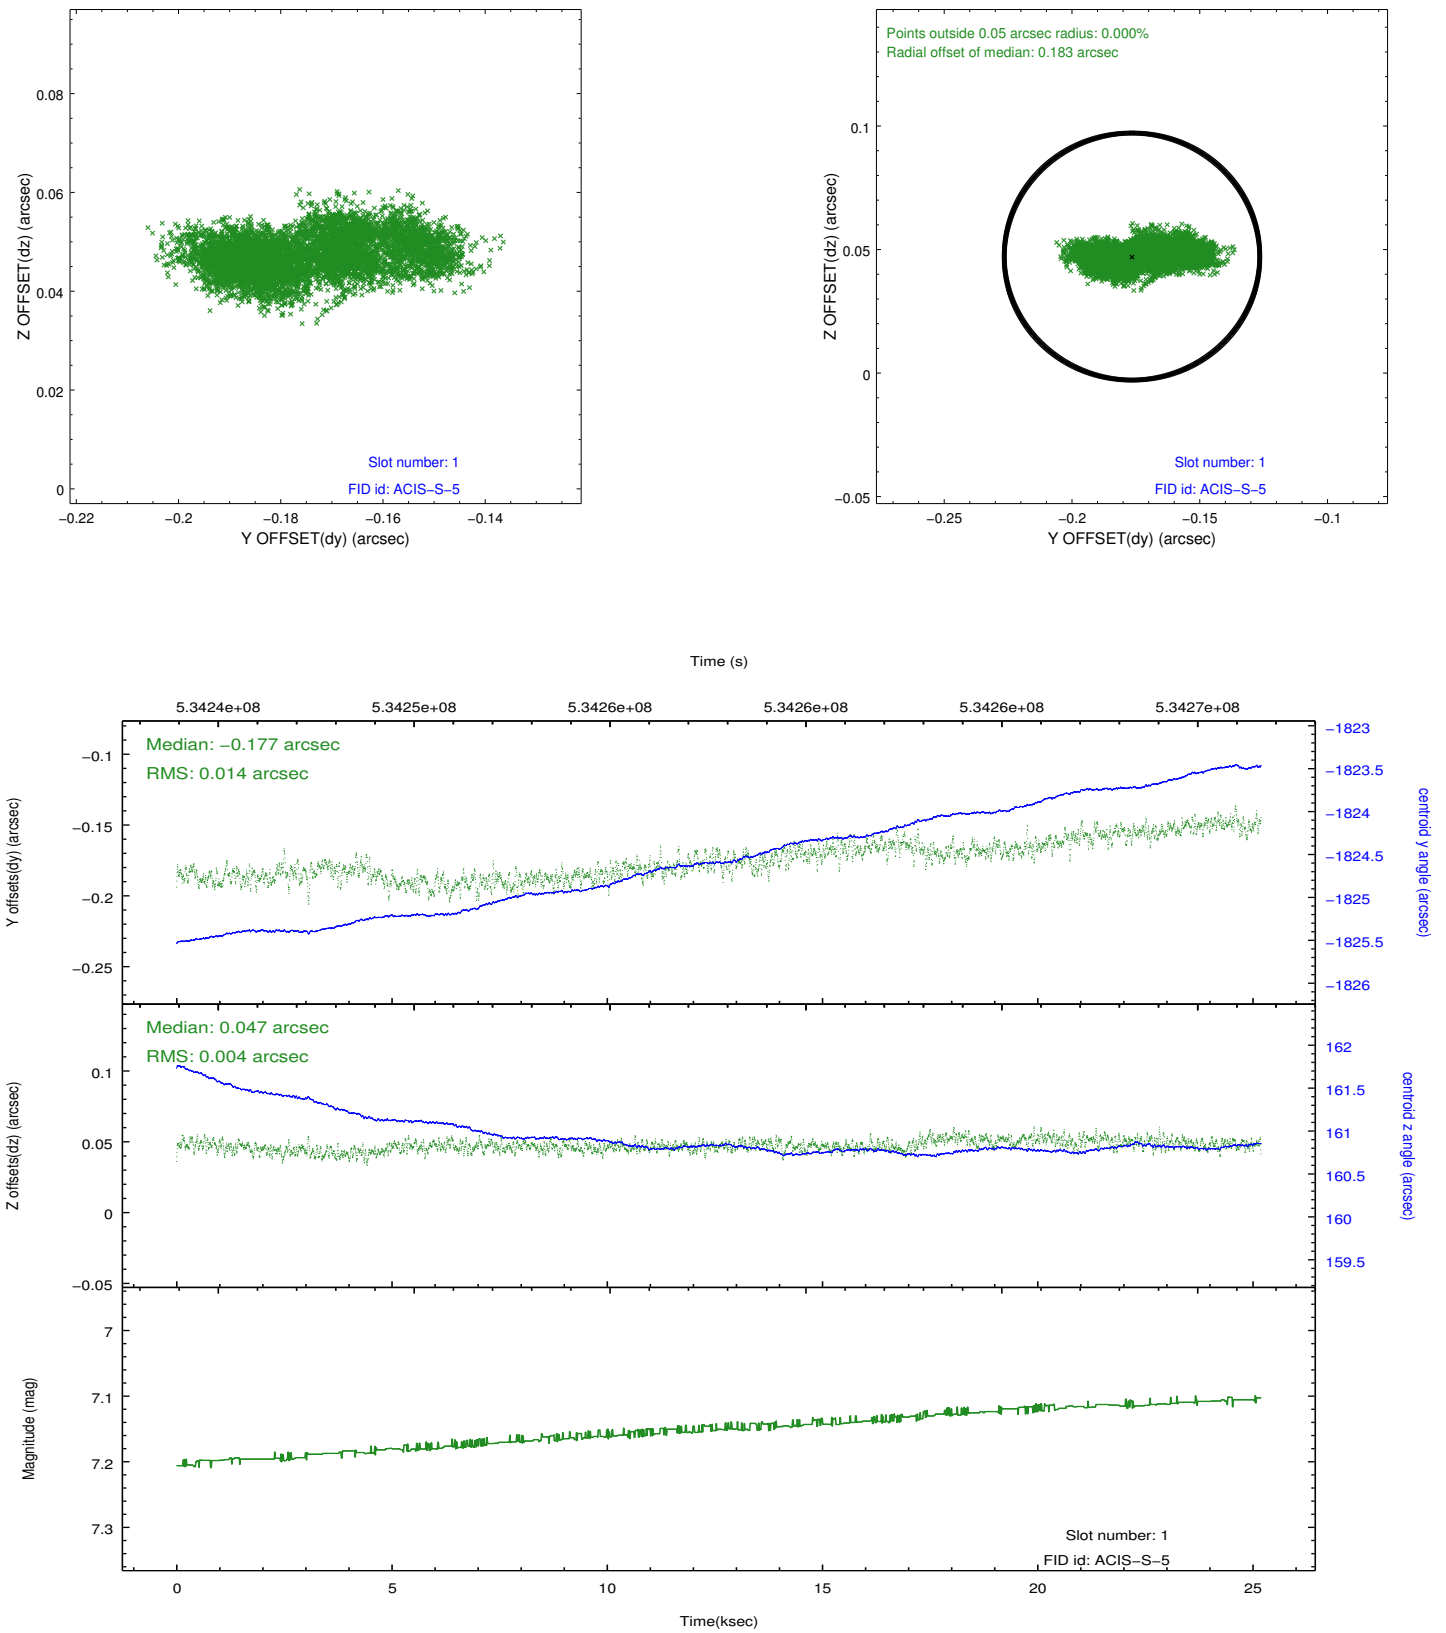 0.08
0.06
0.04
0.02
0
Z OFFSET(dz) (arcsec)
Slot number: 1
FID id: ACIS−S−5
−0.22 −0.2 −0.18 −0.16 −0.14
Y OFFSET(dy) (arcsec)
Points outside 0.05 arcsec radius: 0.000%
Radial offset of median: 0.183 arcsec
0.1
0.05
0
−0.05
Z OFFSET(dz) (arcsec)
Slot number: 1
FID id: ACIS−S−5
−0.25 −0.2 −0.15 −0.1
Y OFFSET(dy) (arcsec)
Time (s)
5.3424e+08 5.3425e+08 5.3426e+08 5.3426e+08 5.3426e+08 5.3427e+08
Median: −0.177 arcsec
RMS: 0.014 arcsec
−0.1
−0.15
−0.2
−0.25
Y offsets(dy) (arcsec)
−1823
−1823.5
−1824
−1824.5
−1825
−1825.5
−1826
centroid y angle (arcsec)
Median: 0.047 arcsec
RMS: 0.004 arcsec
0.1
0.05
0
−0.05
Z offsets(dz) (arcsec)
162
161.5
161
160.5
160
159.5
centroid z angle (arcsec)
7
7.1
7.2
7.3
Magnitude (mag)
Slot number: 1
FID id: ACIS−S−5
0 5 10 15 20 25
Time(ksec)